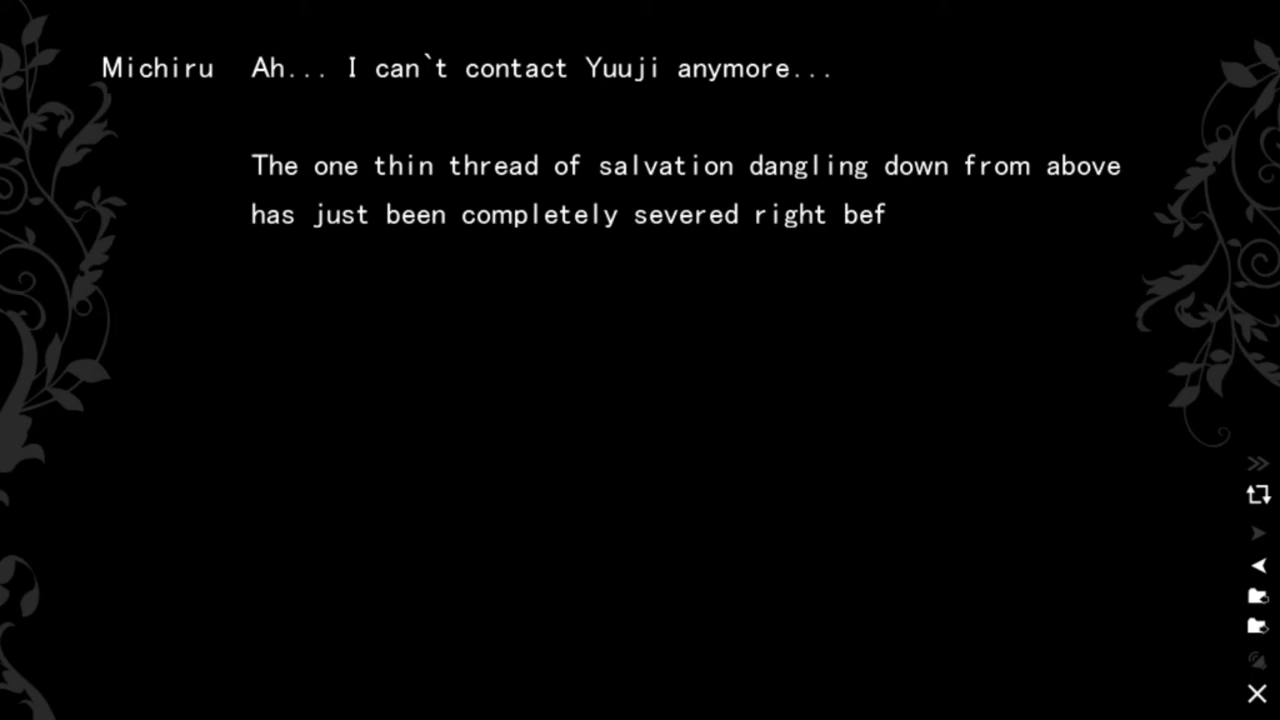 Michiru Ah... I can`t contact Yuuji anymore...
The one thin thread of salvation dangling down from above
has just been completely severed right bef